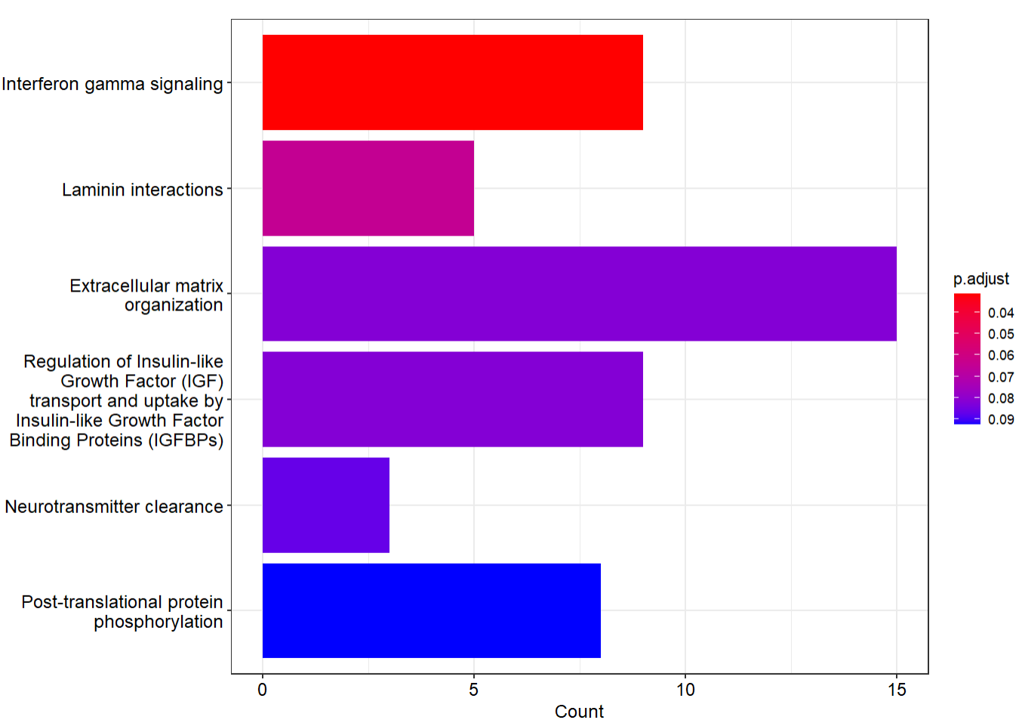 Interferon gamma signaling
Laminin interactions
Extracellular matrix
organization
Regulation of Insulin-like
Growth Factor (IGF)
transport and uptake by
Insulin-like Growth Factor
Binding Proteins (IGFBPs)
Neurotransmitter clearance
Post-translational protein
phosphorylation
0 5 10 15
Count
p.adjust
0.04
0.05
0.06
0.07
0.08
0.09